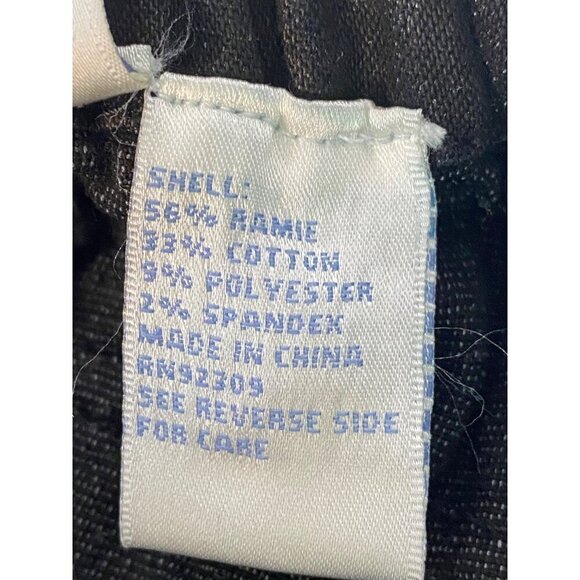 SHELL:
56% RAMIE
33% COTTON
9% POLYESTER
2% SPANDEX
MADE IN CHINA
RN92309
SEE REVERSE SIDE
FOR CARE